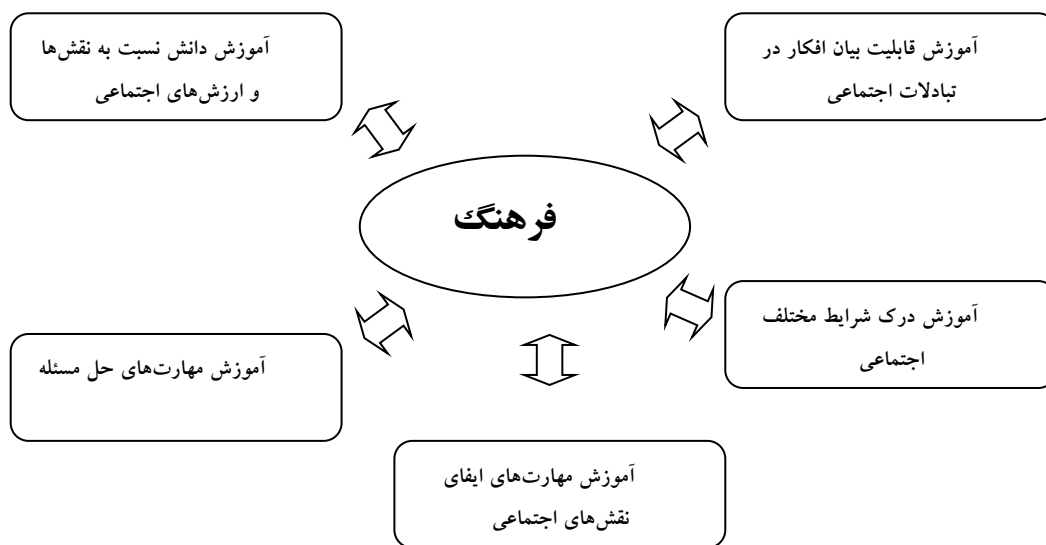 آموزش قابلیت بیان افکار در
تبادلات اجتماعی
آموزش دانش نسبت به نقش‌ها
و ارزش‌های اجتماعی
فرهنگ
آموزش درک شرایط مختلف
اجتماعی
آموزش مهارت‌های حل مسئله
آموزش مهارت‌های ایفای
نقش‌های اجتماعی